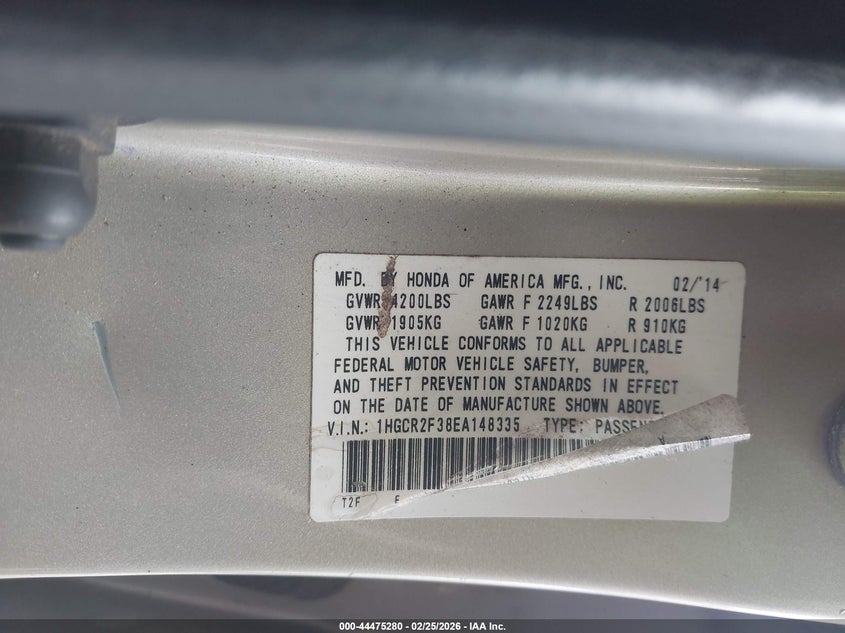 MFD. BY HONDA OF AMERICA MFG., INC. 02/'14
GVWR 4200LBS GAWR F 2249LBS R 2006LBS
GVWR 1905KG GAWR F 1020KG R 910KG
THIS VEHICLE CONFORMS TO ALL APPLICABLE
FEDERAL MOTOR VEHICLE SAFETY, BUMPER,
AND THEFT PREVENTION STANDARDS IN EFFECT
ON THE DATE OF MANUFACTURE SHOWN ABOVE.
V.I.N.: 1HGCR2F38EA148335 TYPE: PASSEN
T2F
000-44475280 - 02/25/2026 - IAA Inc.